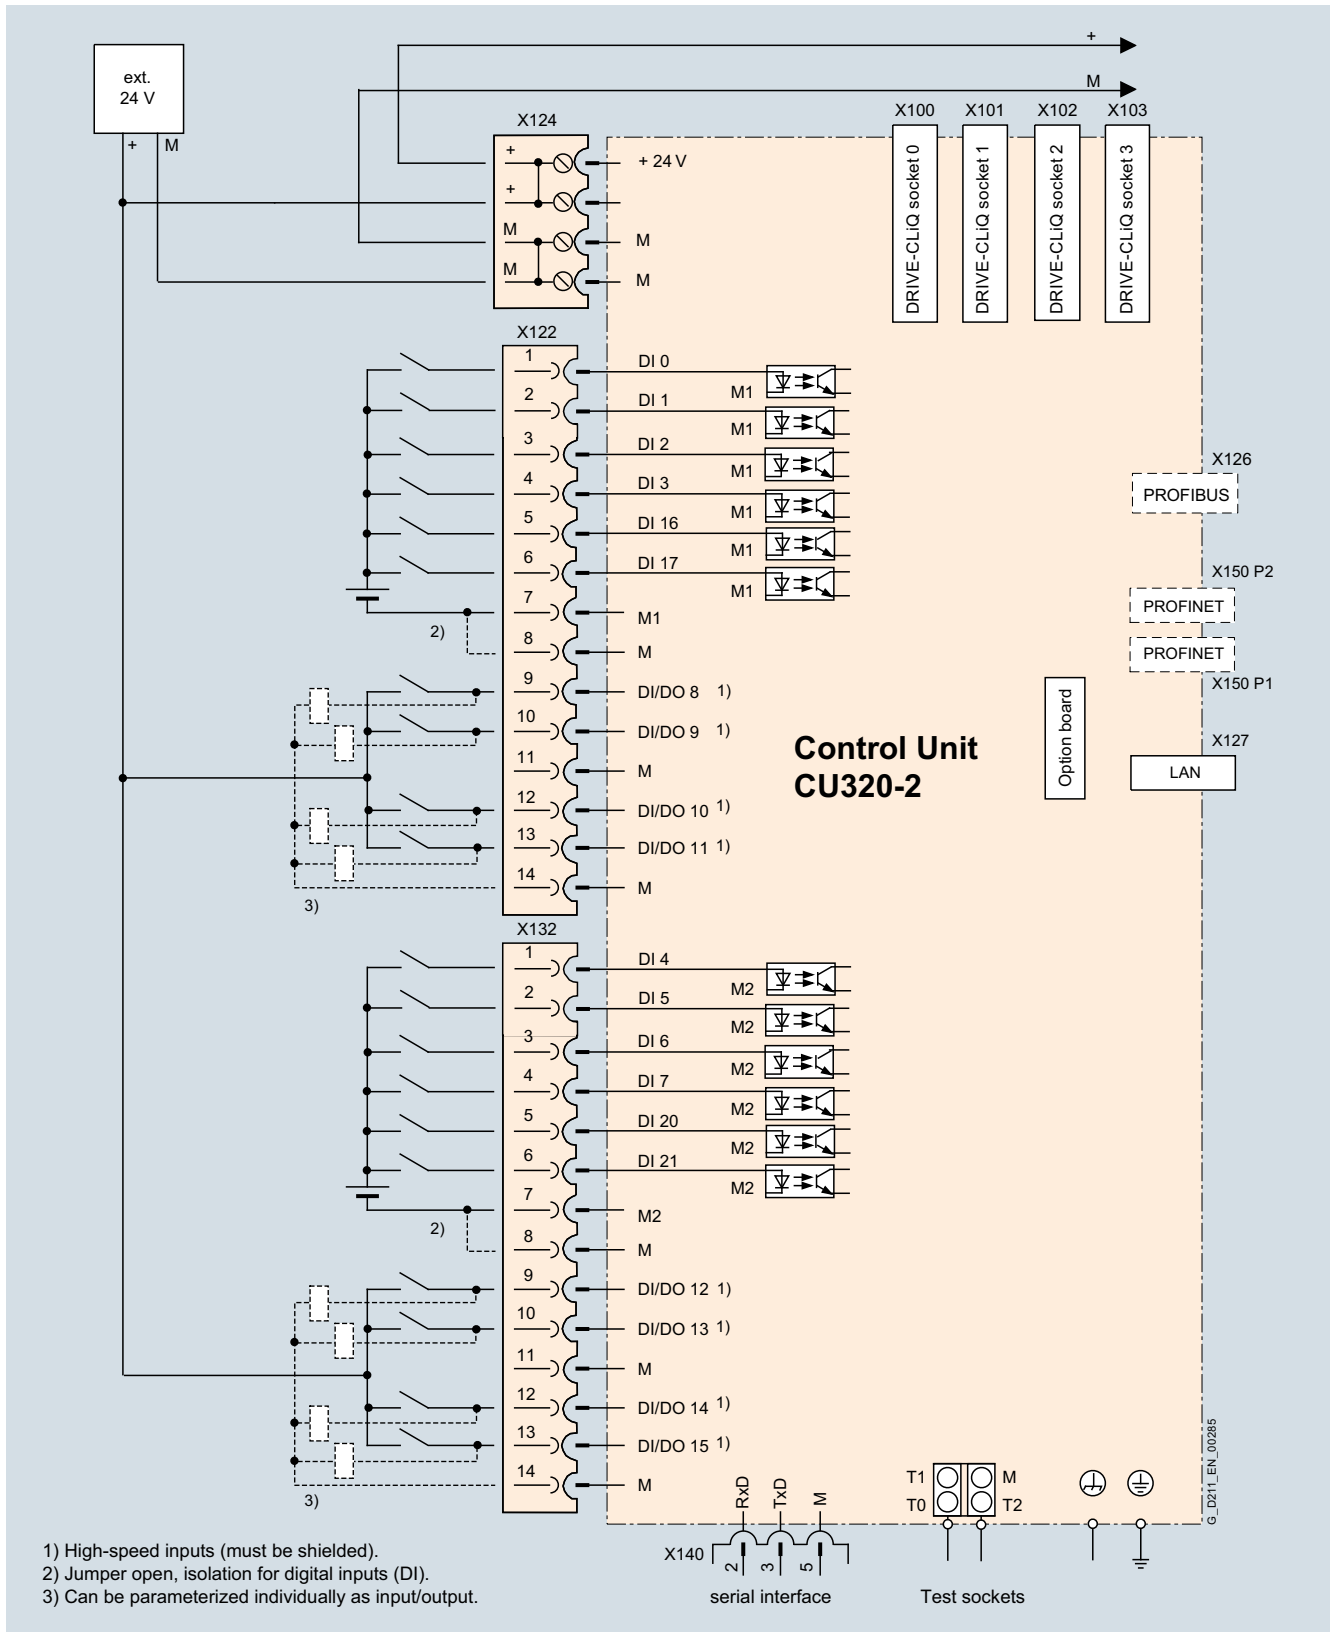 ext.
24 V
+ M
+
M
X124
+
+
M
M
+ 24 V
M
M
X100
X101
X102
X103
DRIVE-CLiQ socket 0
DRIVE-CLiQ socket 1
DRIVE-CLiQ socket 2
DRIVE-CLiQ socket 3
X122
1
DI 0
M1
2
DI 1
M1
3
DI 2
M1
4
DI 3
M1
5
DI 16
M1
6
DI 17
M1
7
M1
2)
8
M
9
DI/DO 8 1)
10
DI/DO 9 1)
11
M
12
DI/DO 10 1)
13
DI/DO 11 1)
14
M
3)
X126
PROFIBUS
X150 P2
PROFINET
PROFINET
X150 P1
Option board
X127
LAN
Control Unit
CU320-2
X132
1
DI 4
M2
2
DI 5
M2
3
DI 6
M2
4
DI 7
M2
5
DI 20
M2
6
DI 21
M2
7
M2
2)
8
M
9
DI/DO 12 1)
10
DI/DO 13 1)
11
M
12
DI/DO 14 1)
13
DI/DO 15 1)
14
M
3)
RxD
TxD
M
X140
2
3
5
serial interface
T1 M
T0 T2
Test sockets
G_D211_EN_00285
1) High-speed inputs (must be shielded).
2) Jumper open, isolation for digital inputs (DI).
3) Can be parameterized individually as input/output.